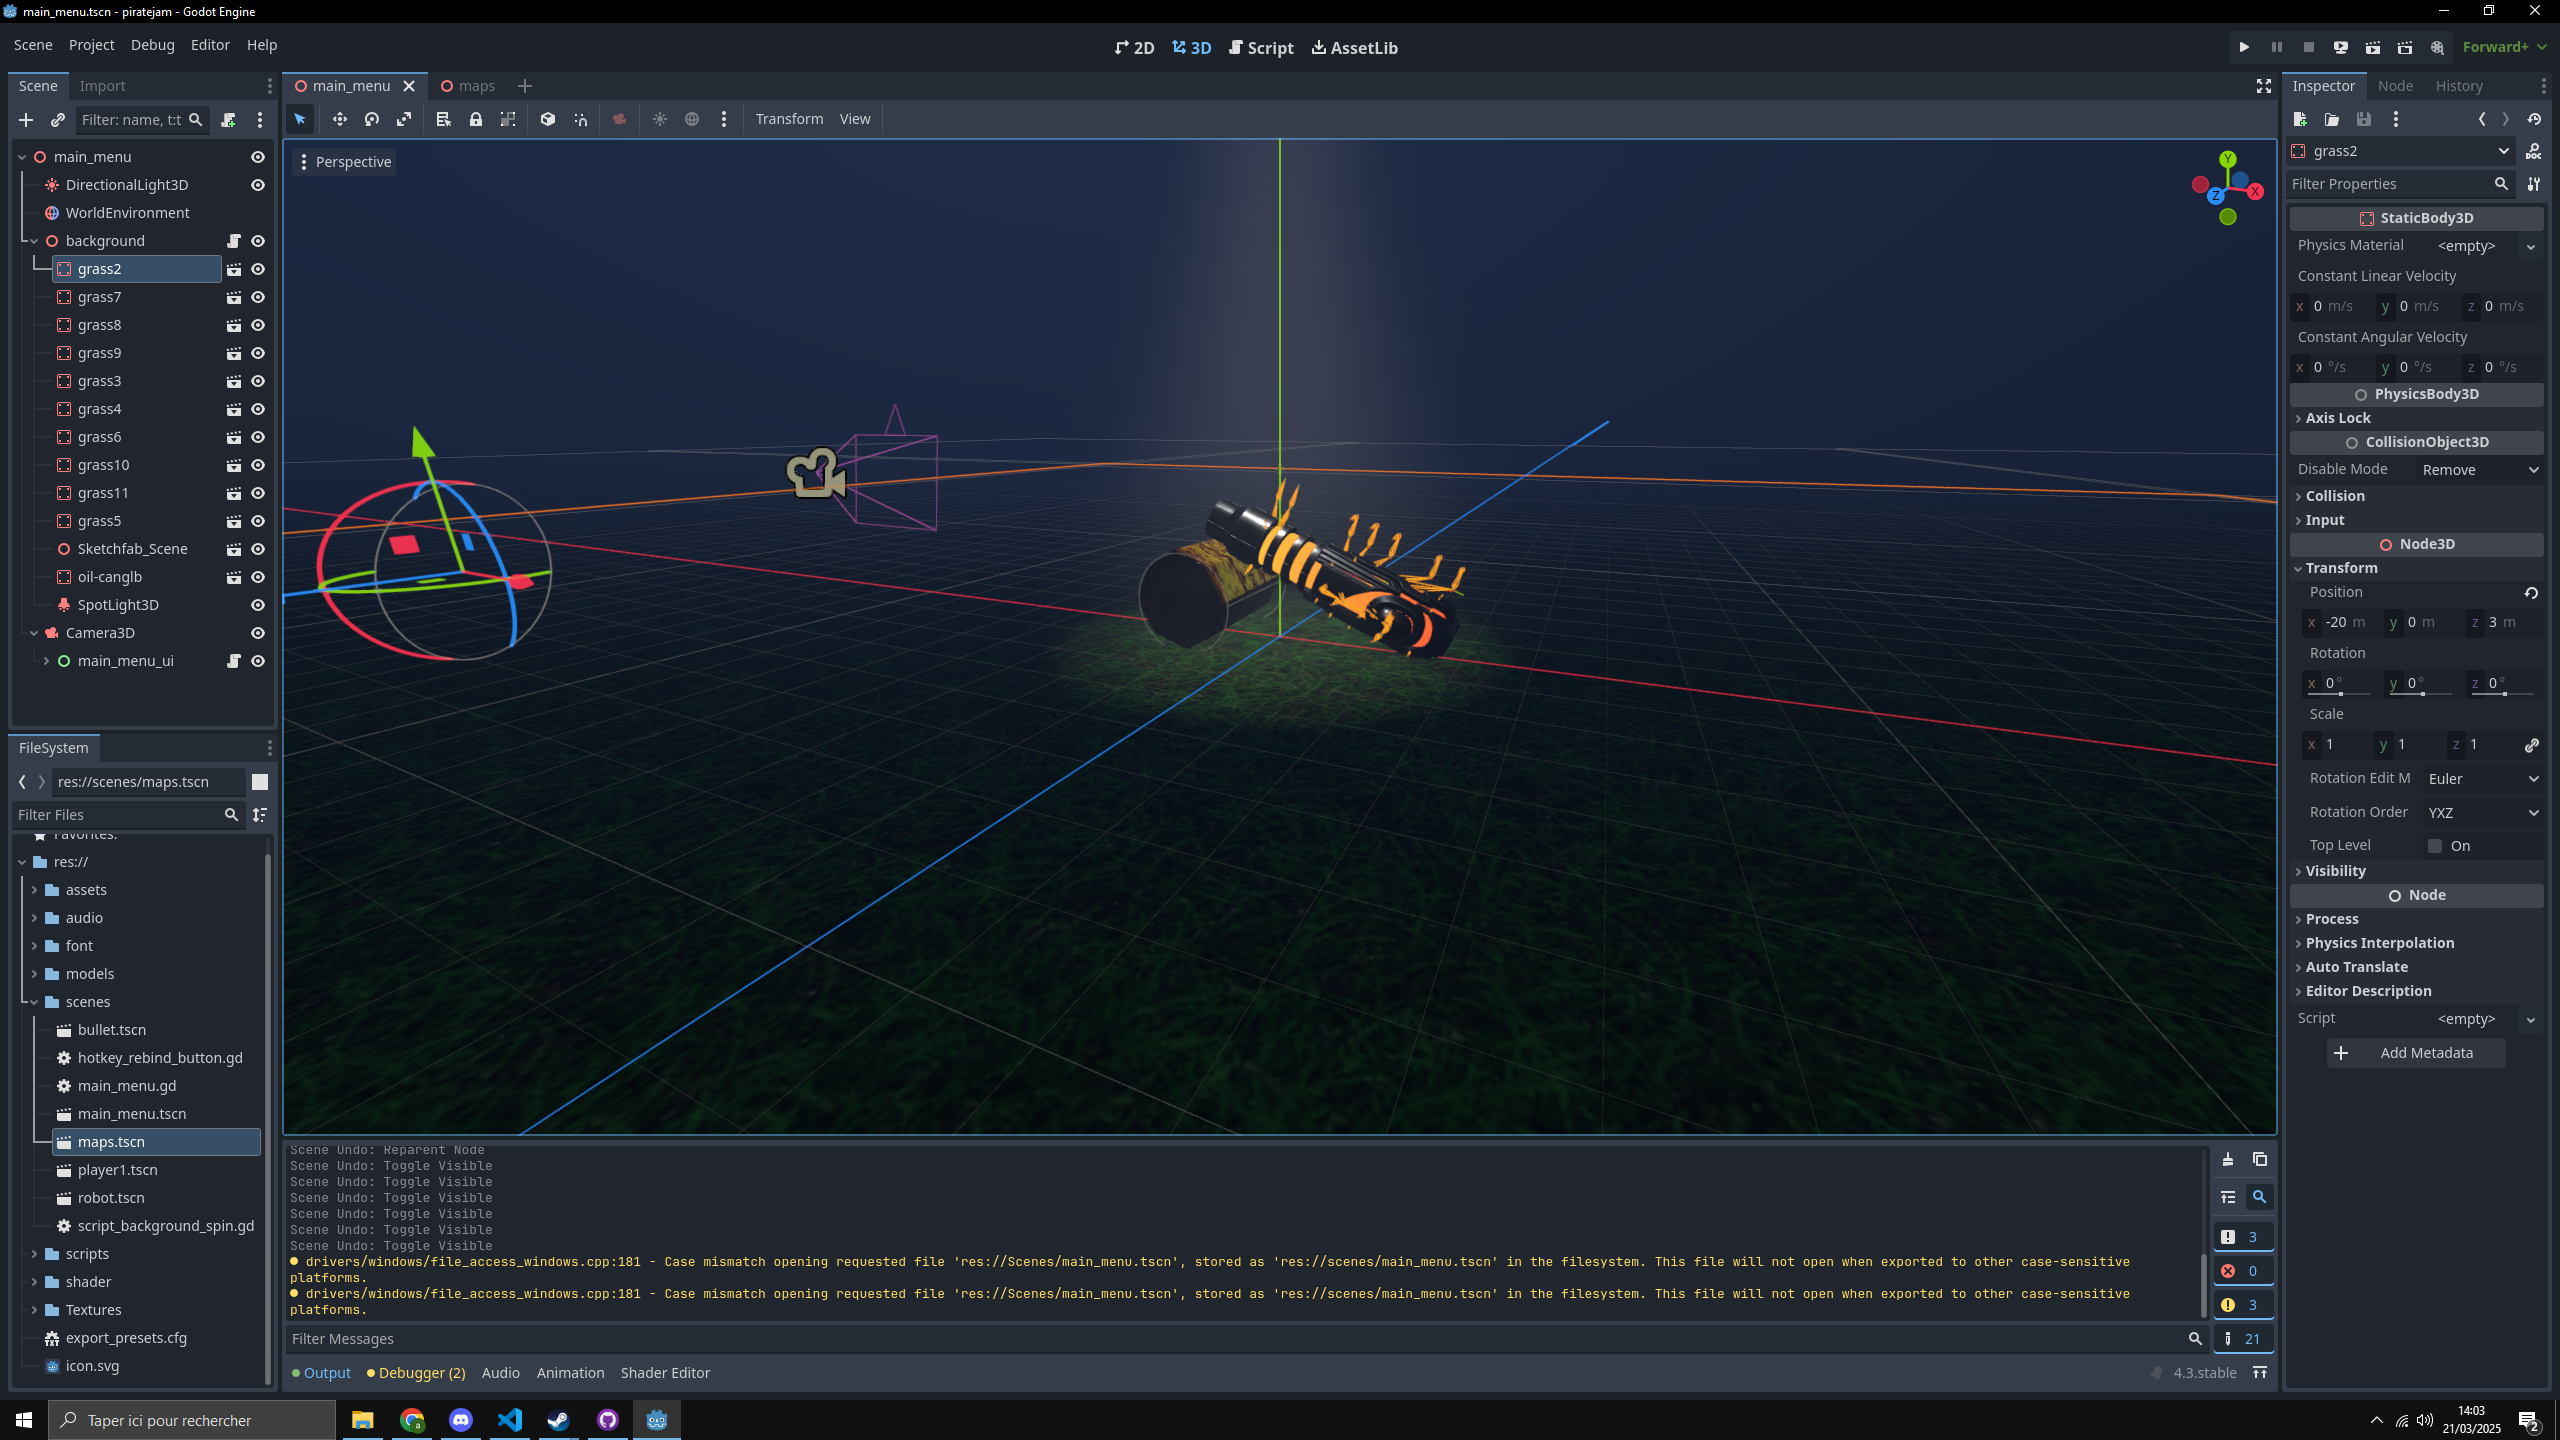 main_menu.tscn - piratejam - Godot Engine
Scene Project Debug Editor Help
2D 3D Script AssetLib
Forward+
Scene Import
main_menu maps
Inspector Node History
Filter: name, t:t
Transform View
Perspective
main_menu
DirectionalLight3D
WorldEnvironment
background
grass2
grass7
grass8
grass9
grass3
grass4
grass6
grass10
grass11
grass5
Sketchfab_Scene
oil-canglb
SpotLight3D
Camera3D
main_menu_ui
FileSystem
res://scenes/maps.tscn
Filter Files
Favorites:
res://
assets
audio
font
models
scenes
bullet.tscn
hotkey_rebind_button.gd
main_menu.gd
main_menu.tscn
maps.tscn
player1.tscn
robot.tscn
script_background_spin.gd
scripts
shader
Textures
export_presets.cfg
icon.svg
Y
X
Z
Scene Undo: Reparent Node
Scene Undo: Toggle Visible
Scene Undo: Toggle Visible
Scene Undo: Toggle Visible
Scene Undo: Toggle Visible
Scene Undo: Toggle Visible
Scene Undo: Toggle Visible
drivers/windows/file_access_windows.cpp:181 - Case mismatch opening requested file 'res://Scenes/main_menu.tscn', stored as 'res://scenes/main_menu.tscn' in the filesystem. This file will not open when exported to other case-sensitive
platforms.
drivers/windows/file_access_windows.cpp:181 - Case mismatch opening requested file 'res://Scenes/main_menu.tscn', stored as 'res://scenes/main_menu.tscn' in the filesystem. This file will not open when exported to other case-sensitive
platforms.
3
0
3
21
Filter Messages
Output Debugger (2) Audio Animation Shader Editor
4.3.stable
grass2
DOC
Filter Properties
StaticBody3D
Physics Material <empty>
Constant Linear Velocity
x 0 m/s y 0 m/s z 0 m/s
Constant Angular Velocity
x 0 °/s y 0 °/s z 0 °/s
PhysicsBody3D
Axis Lock
CollisionObject3D
Disable Mode Remove
Collision
Input
Node3D
Transform
Position
x -20 m y 0 m z 3 m
Rotation
x 0° y 0° z 0°
Scale
x 1 y 1 z 1
Rotation Edit M Euler
Rotation Order YXZ
Top Level On
Visibility
Node
Process
Physics Interpolation
Auto Translate
Editor Description
Script <empty>
Add Metadata
Taper ici pour rechercher
14:03
21/03/2025
2